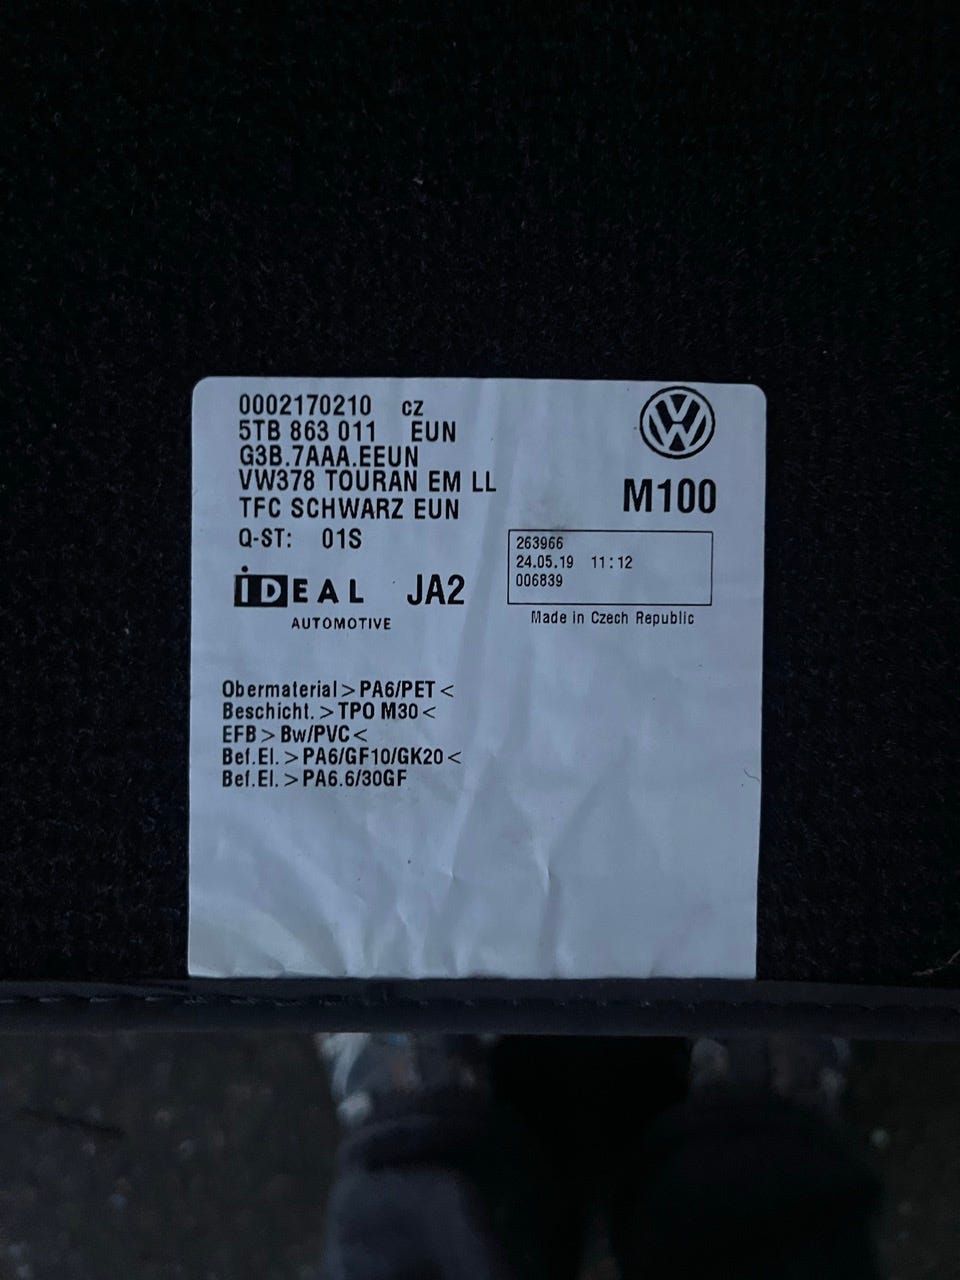 0002170210 CZ
5TB 863 011 EUN
G3B.7AAA.EEUN
VW378 TOURAN EM LL
TFC SCHWARZ EUN
Q-ST: 01S
M100
263966
24.05.19 11:12
006839
Made in Czech Republic
IDEAL JA2
AUTOMOTIVE
Obermaterial > PA6/PET <
Beschicht. > TPO M30 <
EFB > Bw/PVC <
Bef.El. > PA6/GF10/GK20 <
Bef.El. > PA6.6/30GF